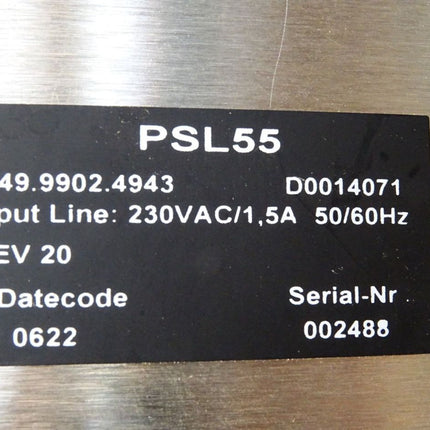 PSL55
49.9902.4943 D0014071
put Line: 230VAC/1,5A 50/60Hz
EV 20
Datecode Serial-Nr
0622 002488